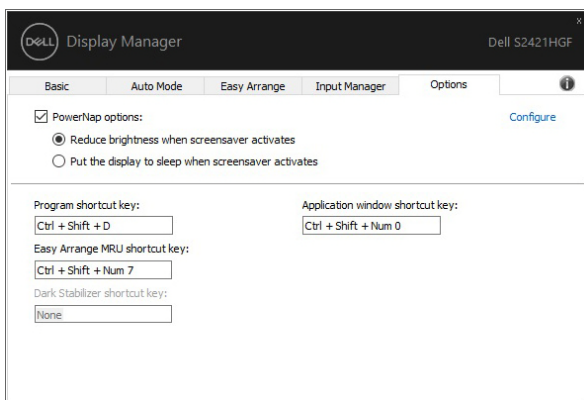 x
DELL Display Manager
Dell S2421HGF
Basic
Auto Mode
Easy Arrange
Input Manager
Options
i
PowerNap options:
Configure
Reduce brightness when screensaver activates
Put the display to sleep when screensaver activates
Program shortcut key:
Application window shortcut key:
Ctrl + Shift + D
Ctrl + Shift + Num 0
Easy Arrange MRU shortcut key:
Ctrl + Shift + Num 7
Dark Stabilizer shortcut key:
None